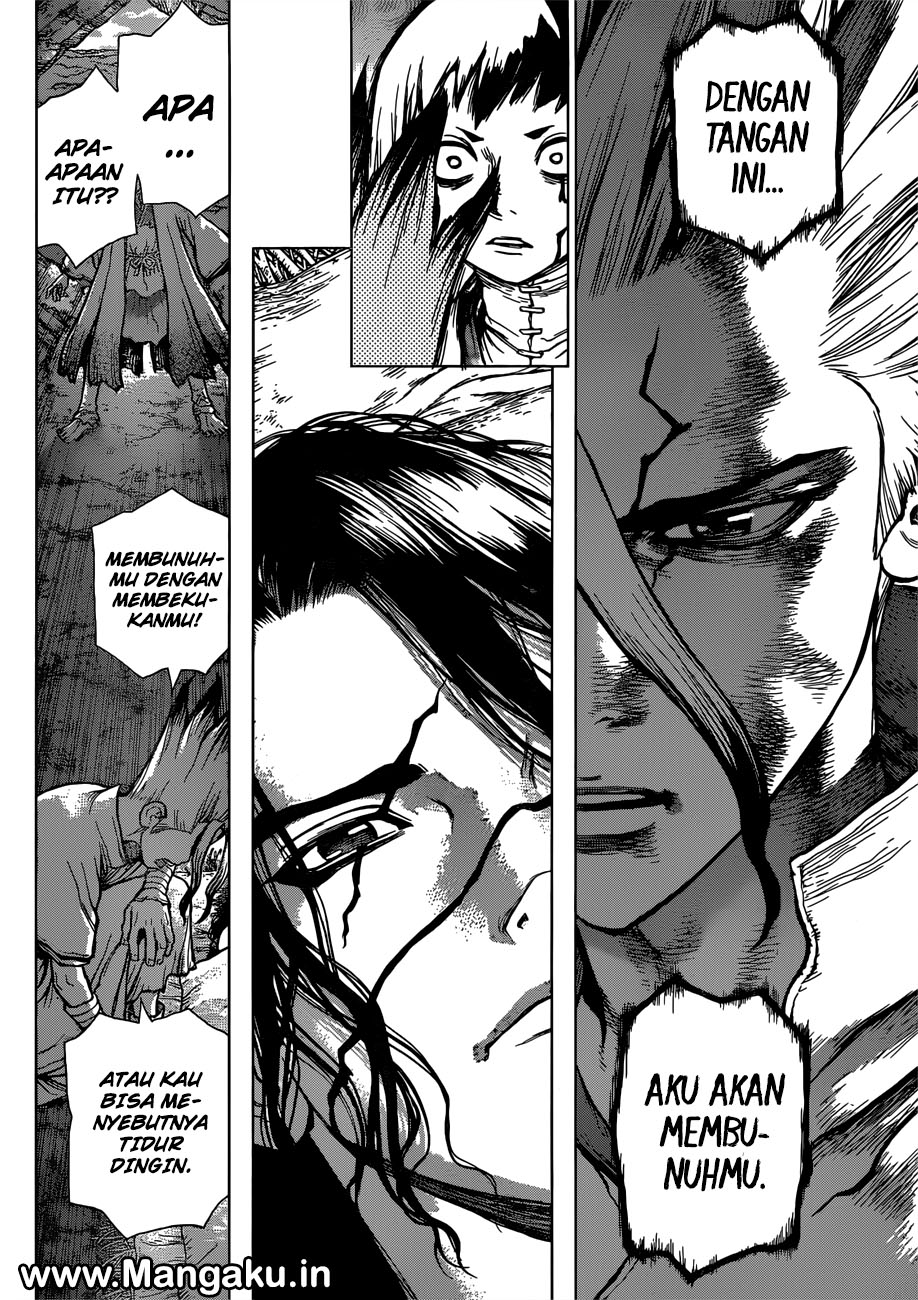 DENGAN
TANGAN
INI...
AKU AKAN
MEMBU-
NUHMU.
APA
...
APA-
APAAN
ITU??
MEMBUNUH-
MU DENGAN
MEMBEKU-
KANMU!
ATAU KAU
BISA ME-
NYEBUTNYA
TIDUR
DINGIN.
www.Mangaku.in